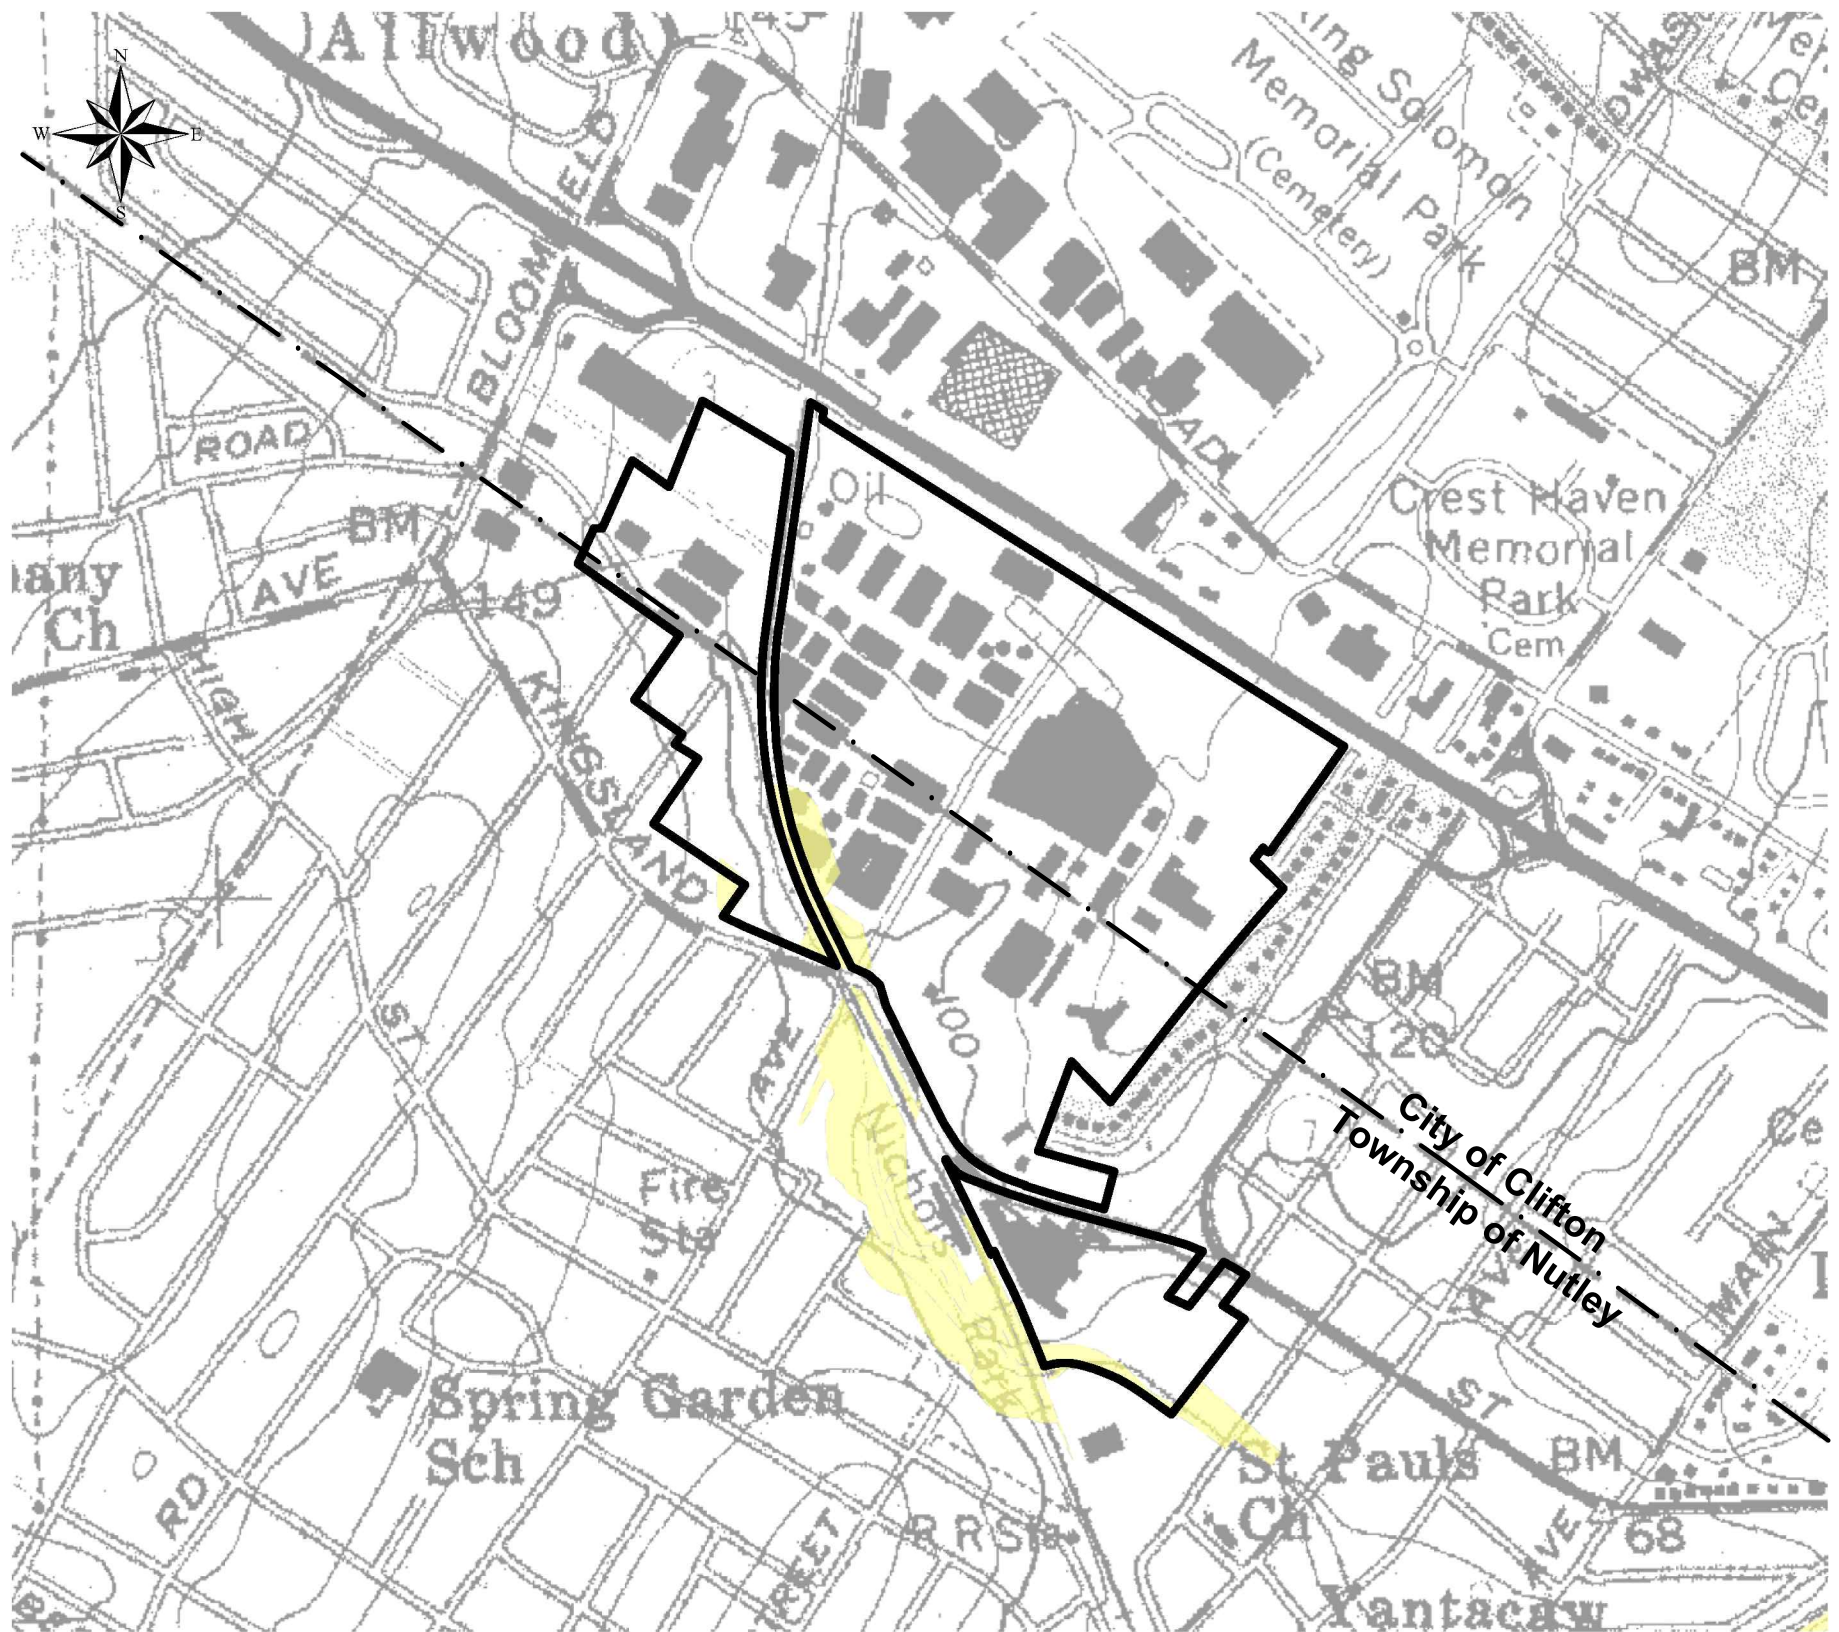 Allwood
N
W
E
S
King Solomon
Memorial Park
(Cemetery)
BM
BLOOM
ROAD
BM
AVE
149
Ch
HIGH
ST
KINGSLAND
Oil
Crest Haven
Memorial
Park
Cem
BM
120
100
AVE
Nichols
Park
Fire
Sta
City of Clifton
Township of Nutley
AV
MAIN
Spring Garden
Sch
RD
R R Sta
ST
BM
St Pauls
Ch
AVE
68
Yantacaw